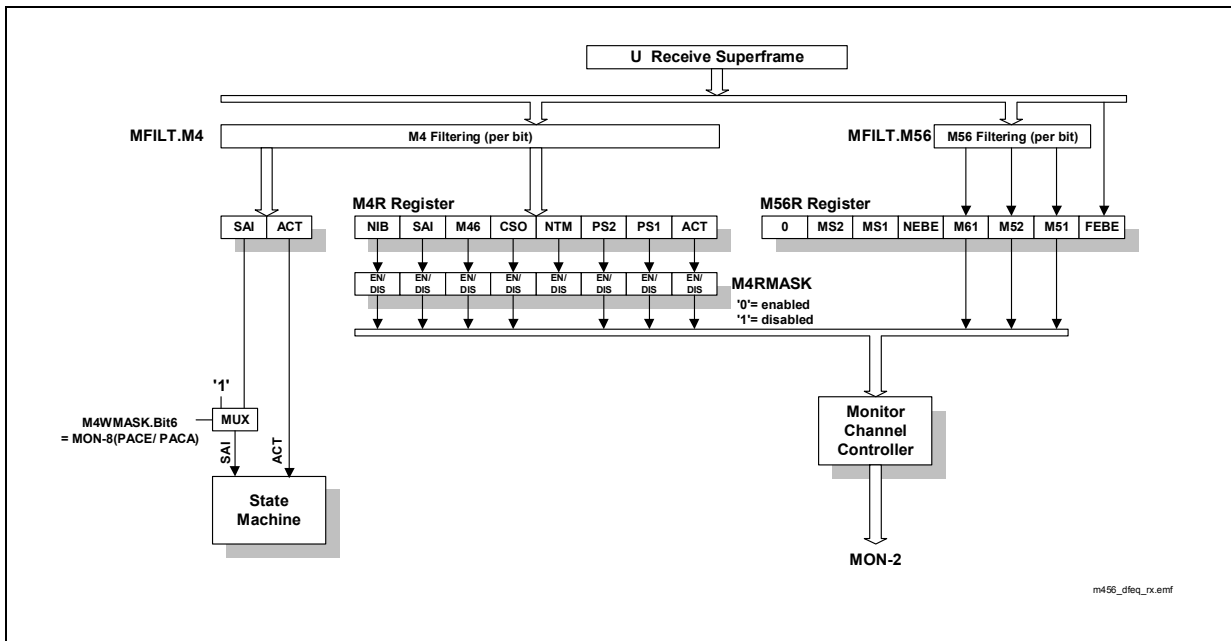 U Receive Superframe
MFILT.M4
M4 Filtering (per bit)
MFILT.M56
M56 Filtering (per bit)
SAI ACT
M4R Register
NIB SAI M46 CSO NTM PS2 PS1 ACT
M56R Register
0 MS2 MS1 NEBE M61 M52 M51 FEBE
EN/ EN/ EN/ EN/ EN/ EN/ EN/ EN/
DIS DIS DIS DIS DIS DIS DIS DIS
M4RMASK
'0'= enabled
'1'= disabled
'1'
M4WMASK.Bit6
= MON-8(PACE/ PACA)
MUX
SAI
ACT
State
Machine
Monitor
Channel
Controller
MON-2
m456_dfeq_rx.emf